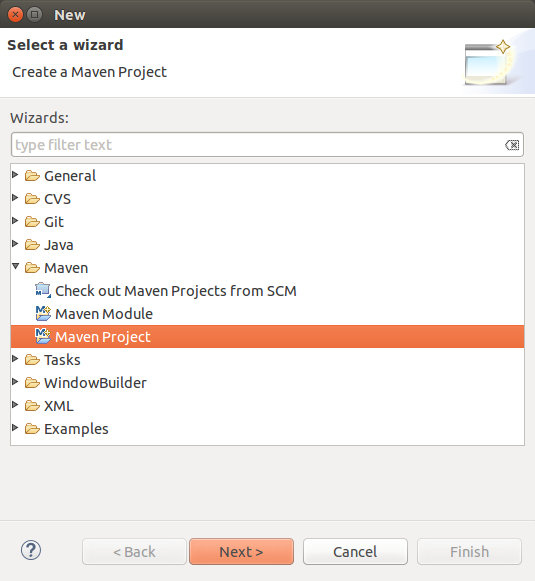 New
Select a wizard
Create a Maven Project
Wizards:
type filter text
General
CVS
Git
Java
Maven
Check out Maven Projects from SCM
Maven Module
Maven Project
Tasks
WindowBuilder
XML
Examples
? < Back Next > Cancel Finish